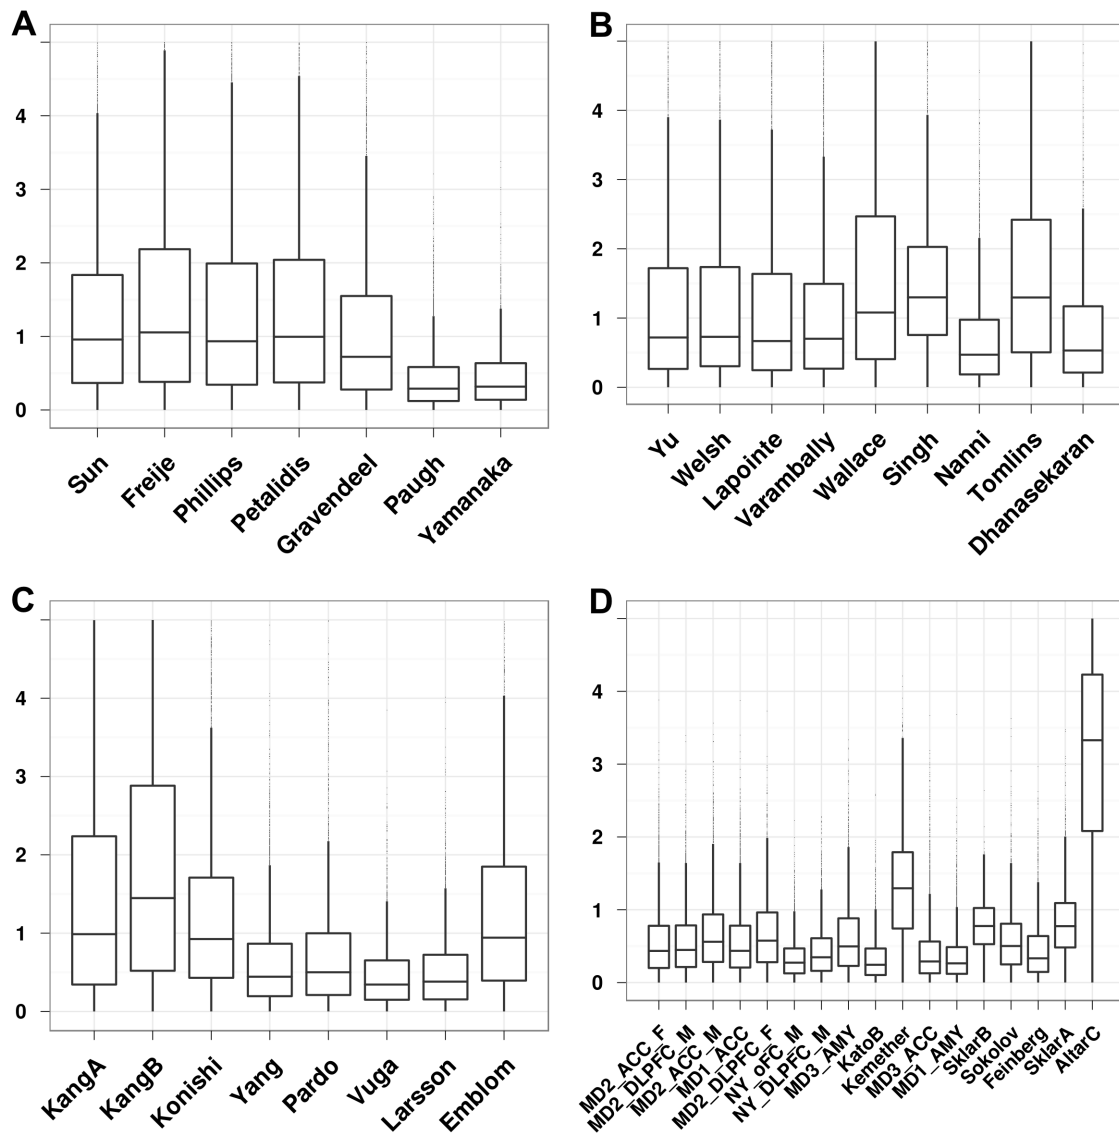 A
4
3
2
1
0
Sun
Freije
Phillips
Petalidis
Gravendeel
Paugh
Yamanaka
B
4
3
2
1
0
Yu
Welsh
Lapointe
Varambally
Wallace
Singh
Nanni
Tomlins
Dhanasekaran
C
4
3
2
1
0
KangA
KangB
Konishi
Yang
Pardo
Vuga
Larsson
Emblom
D
4
3
2
1
0
MD2_ACC_F
MD2_DLPFC_M
MD2_ACC_M
MD1_ACC
MD2_DLPFC_F
NY_oFC_M
NY_DLPFC_M
MD3_AMY
KatoB
Kemether
MD3_ACC
MD1_AMY
SklarB
Sokolov
Feinberg
SklarA
AltarC